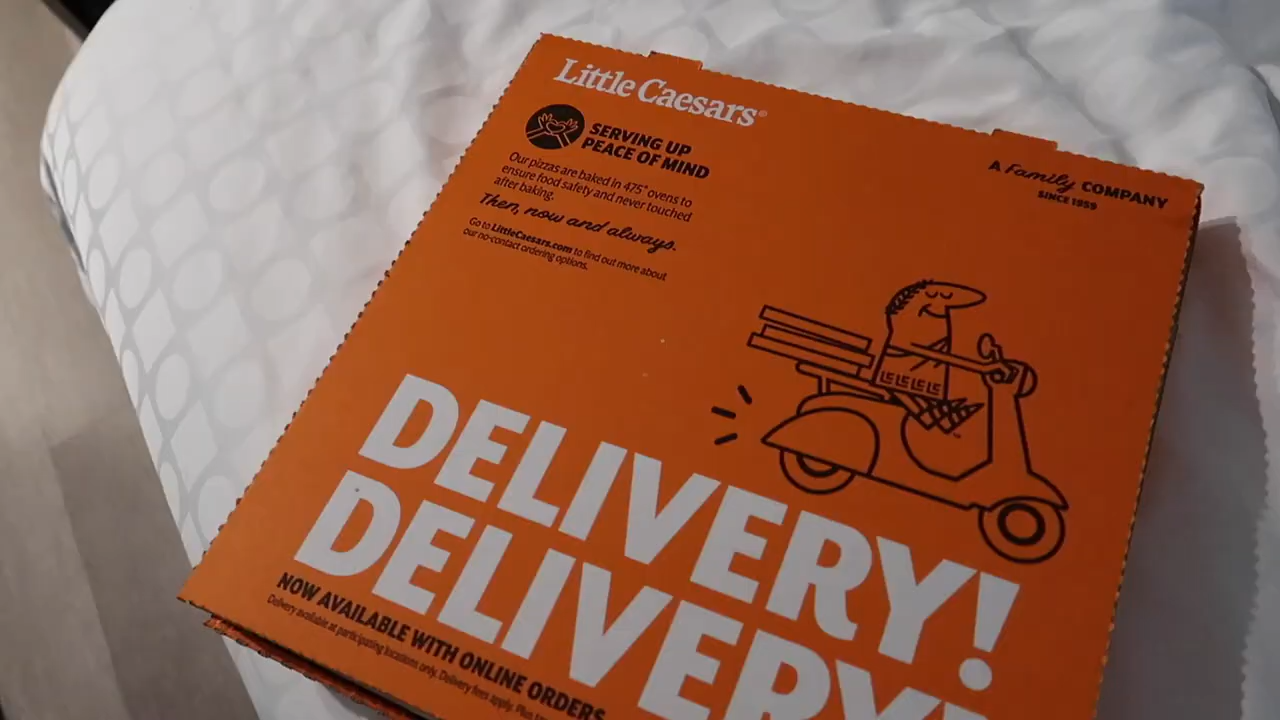 Little Caesars®
SERVING UP
PEACE OF MIND
Our pizzas are baked in 475° ovens to
ensure food safety and never touched
after baking.
Then, now and always.
Go to LittleCaesars.com to find out more about
our no-contact ordering options.
A Family COMPANY
SINCE 1959
DELIVERY!
DELIVERY!
NOW AVAILABLE WITH ONLINE ORDERS
Delivery available at participating locations only. Delivery fees apply. Plus